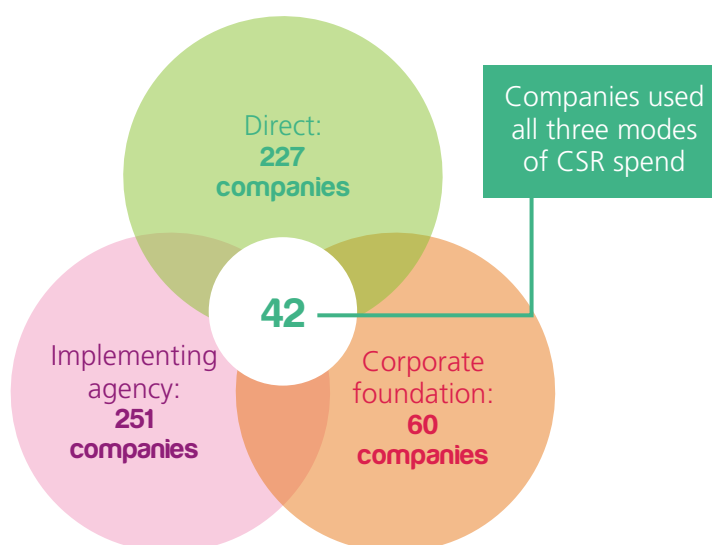 Direct:
227
companies
Companies used
all three modes
of CSR spend
42
Implementing
agency:
251
companies
Corporate
foundation:
60
companies